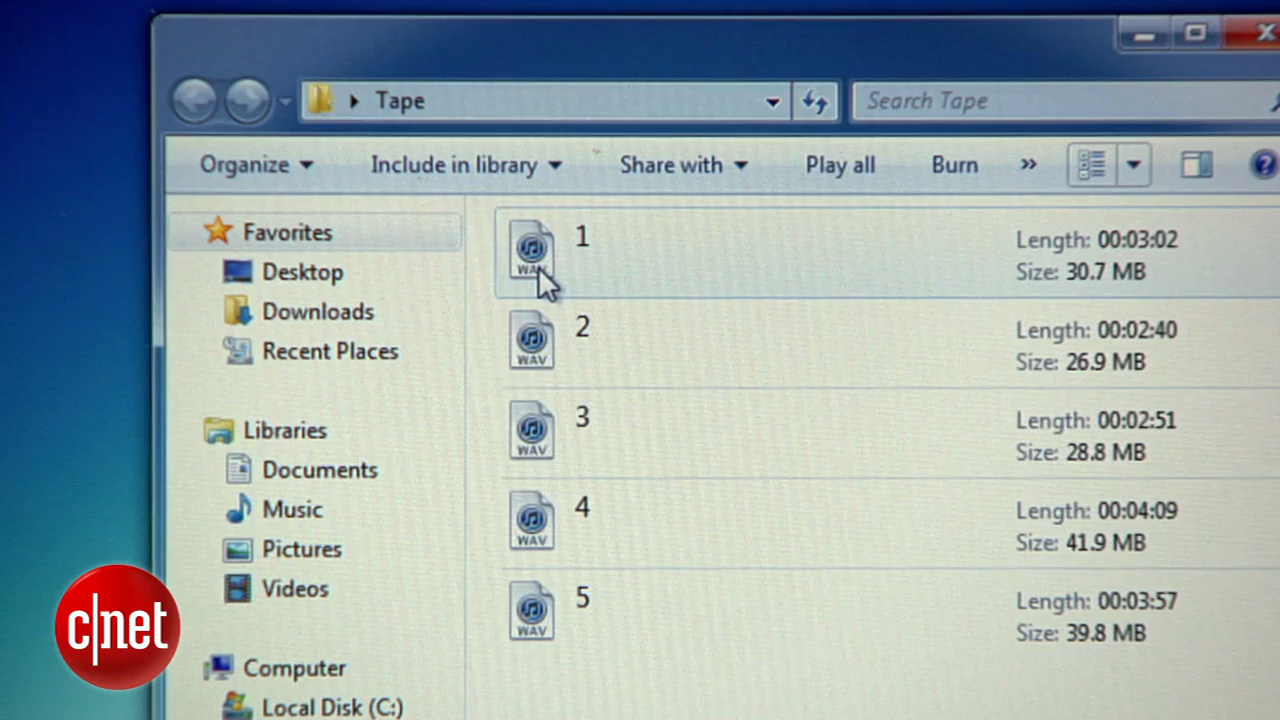 Tape
Search Tape
Organize
Include in library
Share with
Play all
Burn
»
?
Favorites
Desktop
Downloads
Recent Places
Libraries
Documents
Music
Pictures
Videos
Computer
Local Disk (C:)
WAV
1
Length: 00:03:02
Size: 30.7 MB
WAV
2
Length: 00:02:40
Size: 26.9 MB
WAV
3
Length: 00:02:51
Size: 28.8 MB
WAV
4
Length: 00:04:09
Size: 41.9 MB
WAV
5
Length: 00:03:57
Size: 39.8 MB
c|net